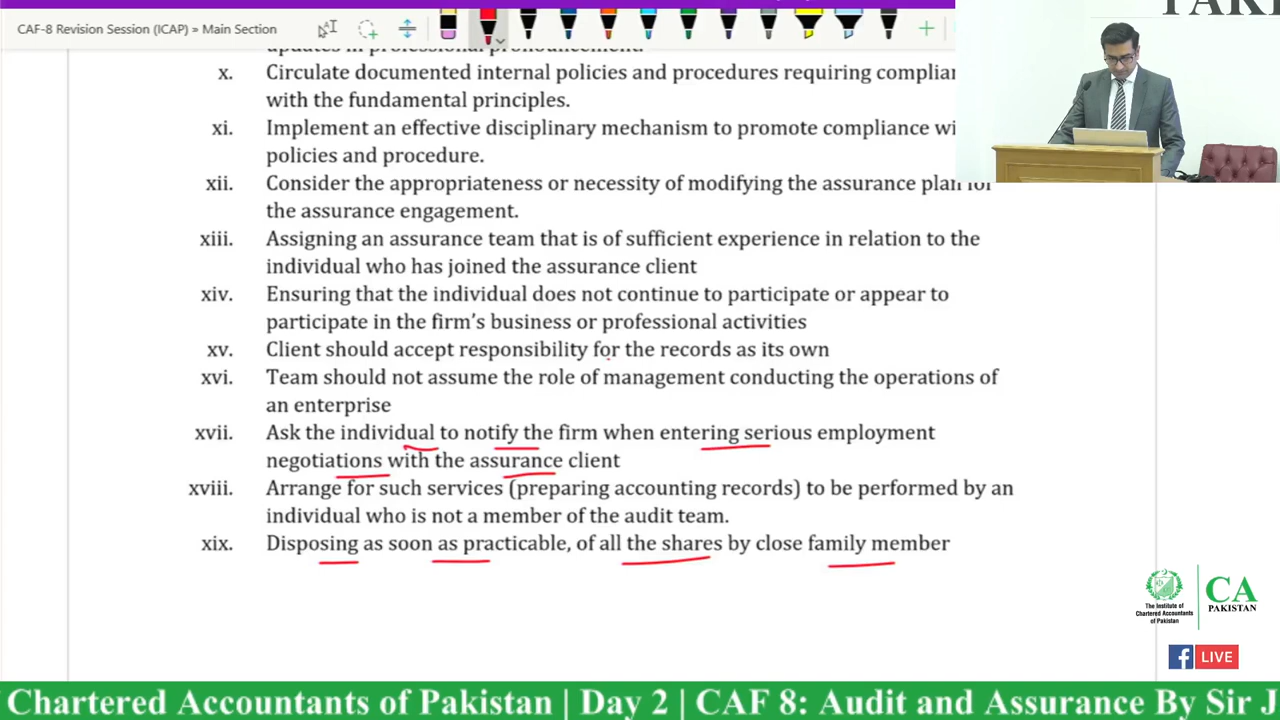 CAF-8 Revision Session (ICAP) » Main Section
updates in professional pronouncement.
x. Circulate documented internal policies and procedures requiring complian
with the fundamental principles.
xi. Implement an effective disciplinary mechanism to promote compliance wi
policies and procedure.
xii. Consider the appropriateness or necessity of modifying the assurance plan for
the assurance engagement.
xiii. Assigning an assurance team that is of sufficient experience in relation to the
individual who has joined the assurance client
xiv. Ensuring that the individual does not continue to participate or appear to
participate in the firm's business or professional activities
xv. Client should accept responsibility for the records as its own
xvi. Team should not assume the role of management conducting the operations of
an enterprise
xvii. Ask the individual to notify the firm when entering serious employment
negotiations with the assurance client
xviii. Arrange for such services (preparing accounting records) to be performed by an
individual who is not a member of the audit team.
xix. Disposing as soon as practicable, of all the shares by close family member
The Institute of
Chartered Accountants
of Pakistan
CA
PAKISTAN
LIVE
Chartered Accountants of Pakistan | Day 2 | CAF 8: Audit and Assurance By Sir J